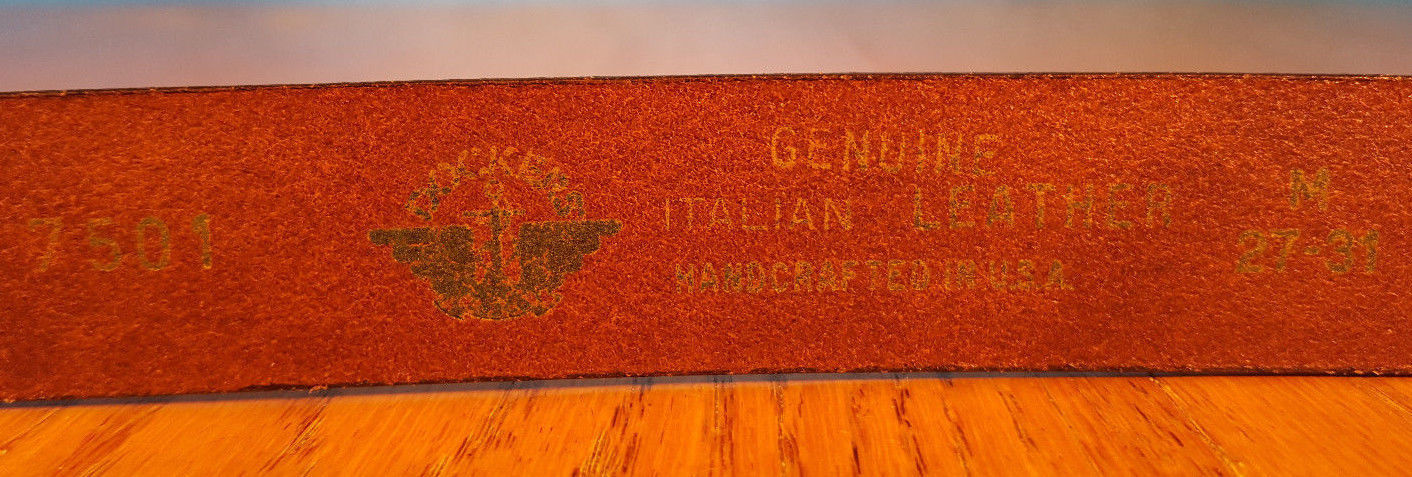 7501
DOCKERS
GENUINE
ITALIAN LEATHER
HANDCRAFTED IN U.S.A.
M
27-31